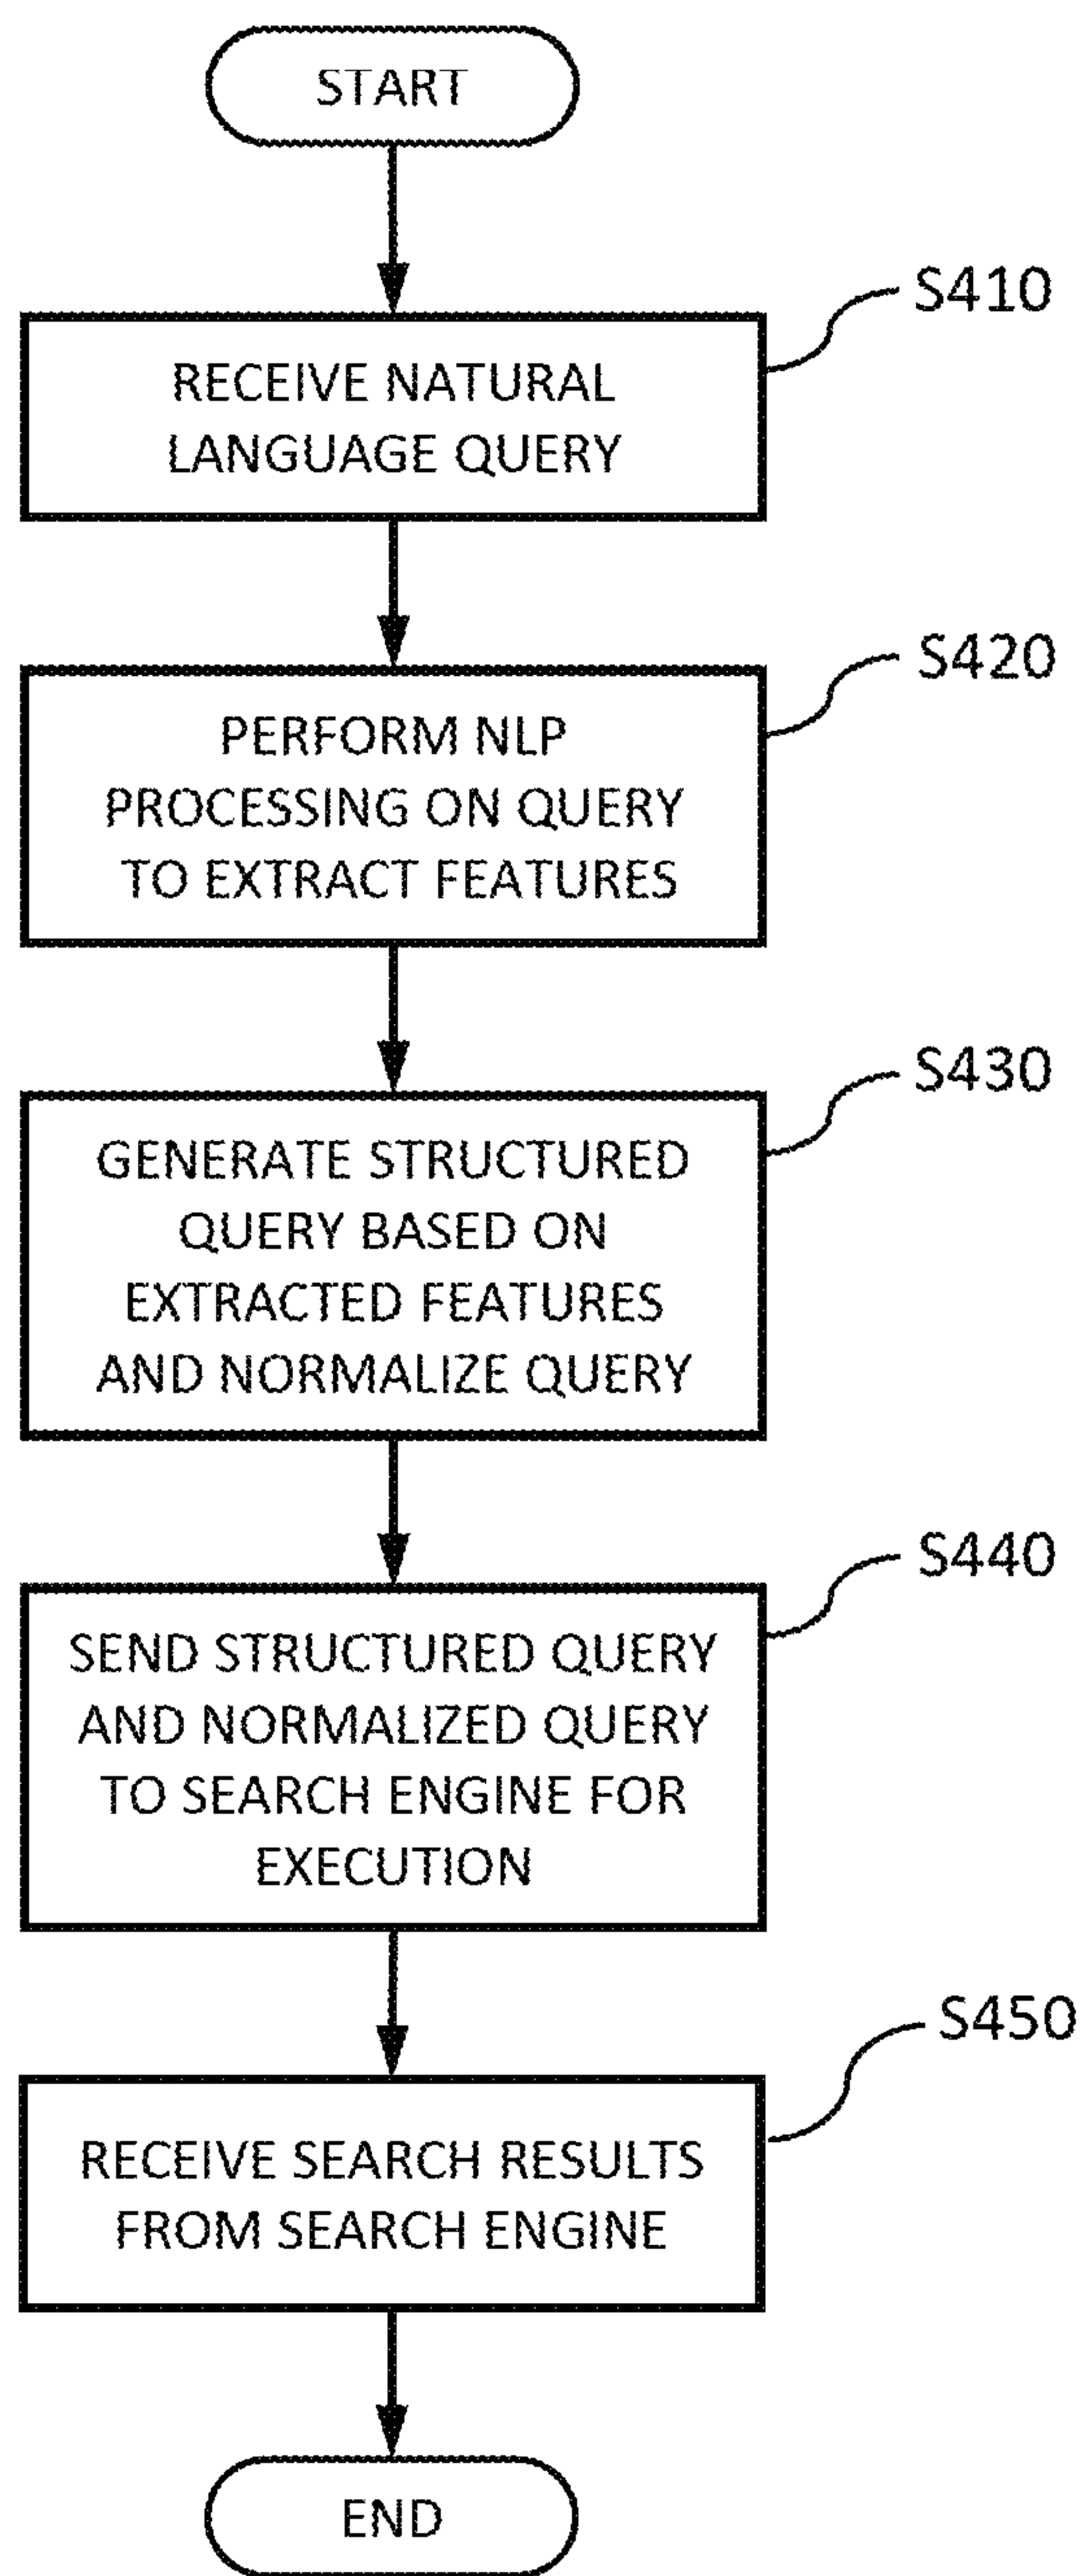 START
S410
RECEIVE NATURAL
LANGUAGE QUERY
S420
PERFORM NLP
PROCESSING ON QUERY
TO EXTRACT FEATURES
S430
GENERATE STRUCTURED
QUERY BASED ON
EXTRACTED FEATURES
AND NORMALIZE QUERY
S440
SEND STRUCTURED QUERY
AND NORMALIZED QUERY
TO SEARCH ENGINE FOR
EXECUTION
S450
RECEIVE SEARCH RESULTS
FROM SEARCH ENGINE
END